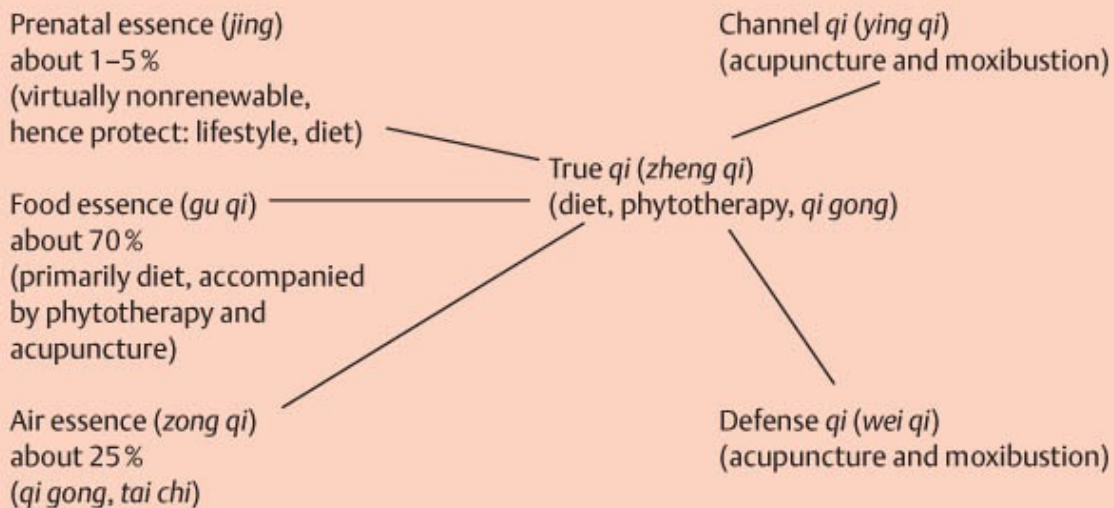 Prenatal essence (jing)
about 1–5%
(virtually nonrenewable,
hence protect: lifestyle, diet)
Food essence (gu qi)
about 70%
(primarily diet, accompanied
by phytotherapy and
acupuncture)
Air essence (zong qi)
about 25%
(qi gong, tai chi)
True qi (zheng qi)
(diet, phytotherapy, qi gong)
Channel qi (ying qi)
(acupuncture and moxibustion)
Defense qi (wei qi)
(acupuncture and moxibustion)